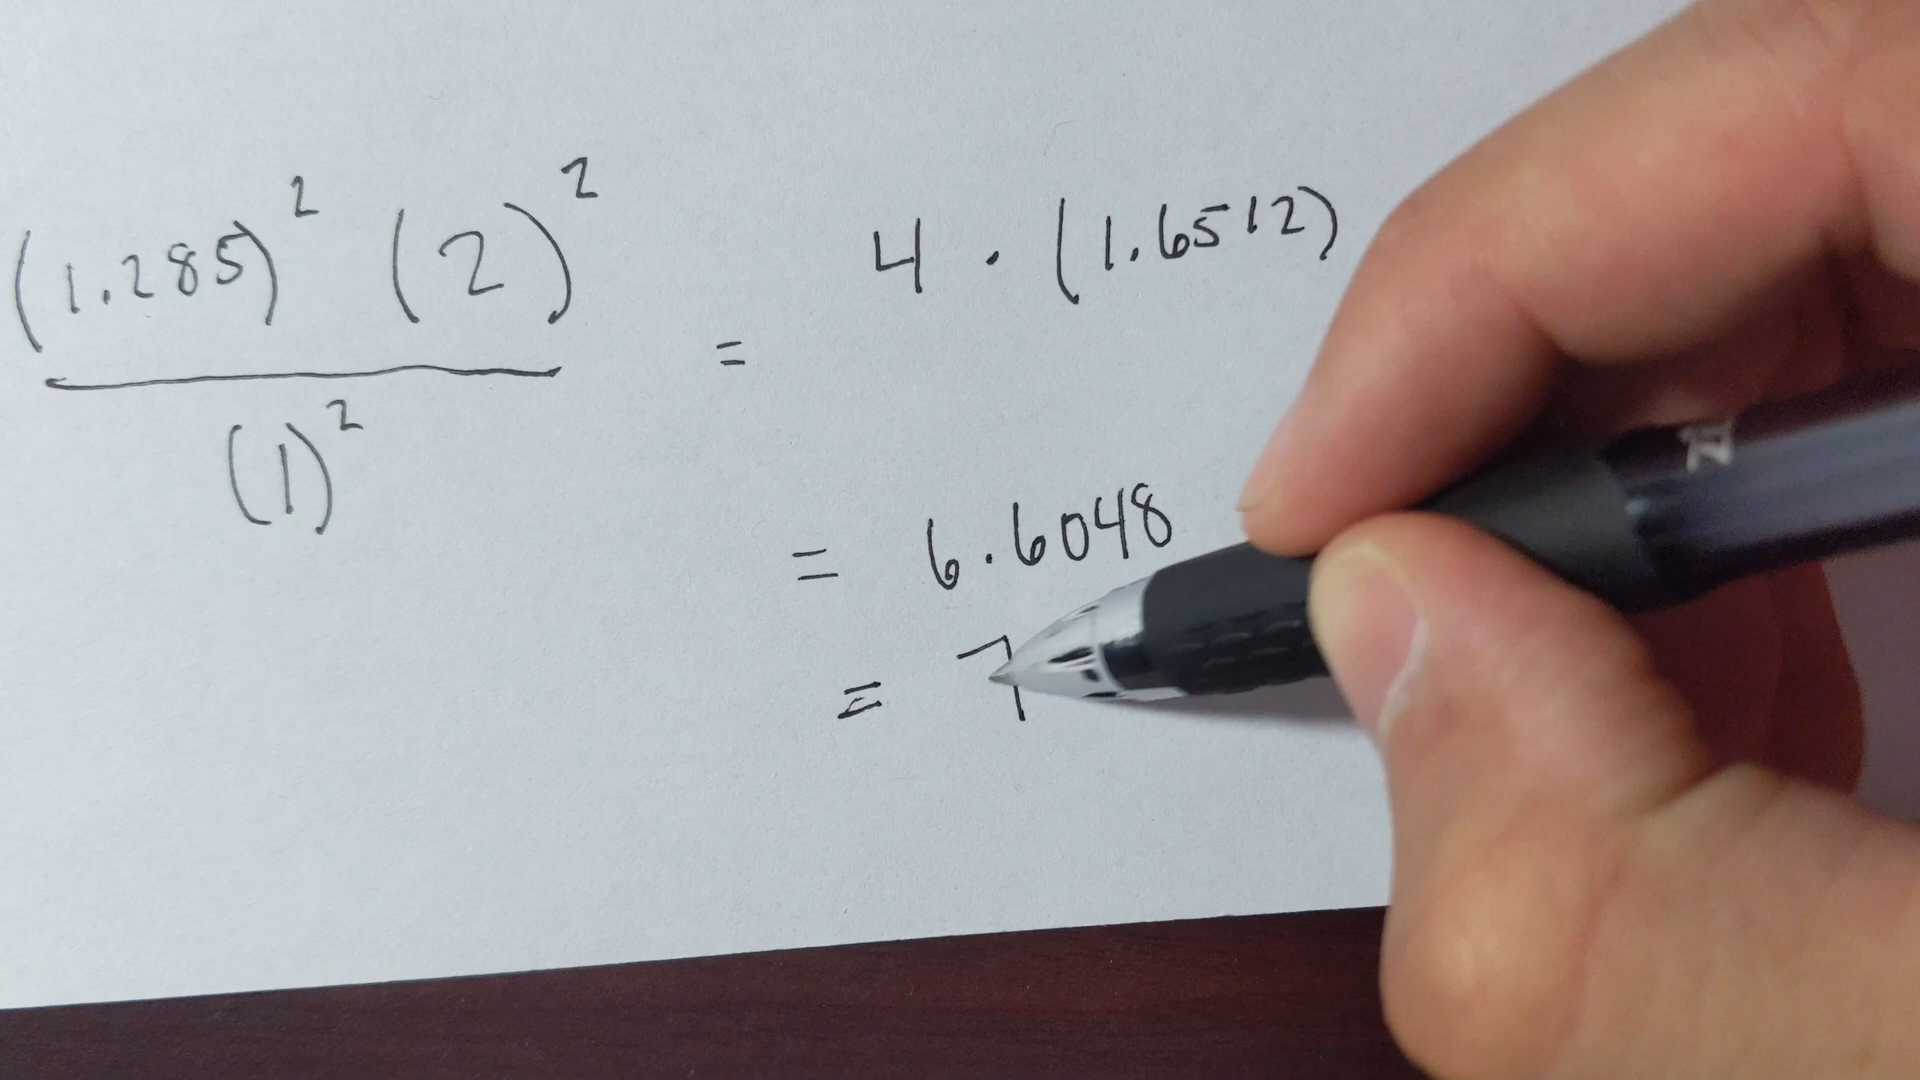 (1.285)² (2)² / (1)² = 4 · (1.6512)
= 6.6048
= 7